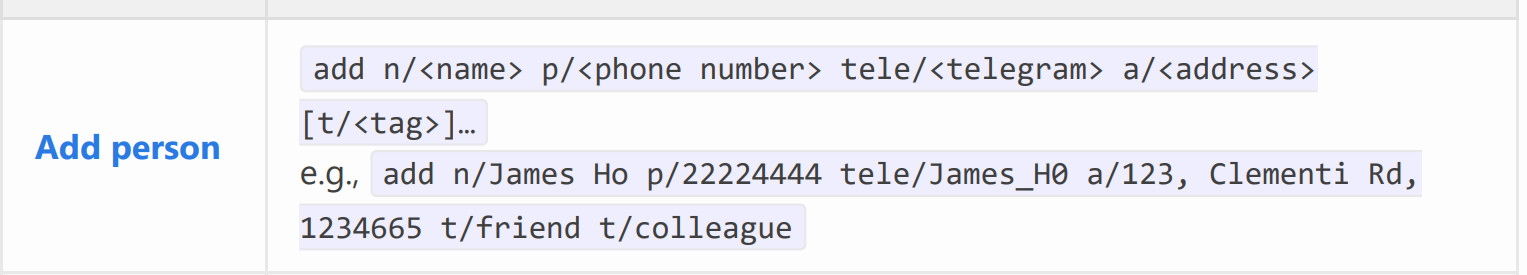 Add person
add n/<name> p/<phone number> tele/<telegram> a/<address>
[t/<tag>]…
e.g., add n/James Ho p/22224444 tele/James_H0 a/123, Clementi Rd,
1234665 t/friend t/colleague